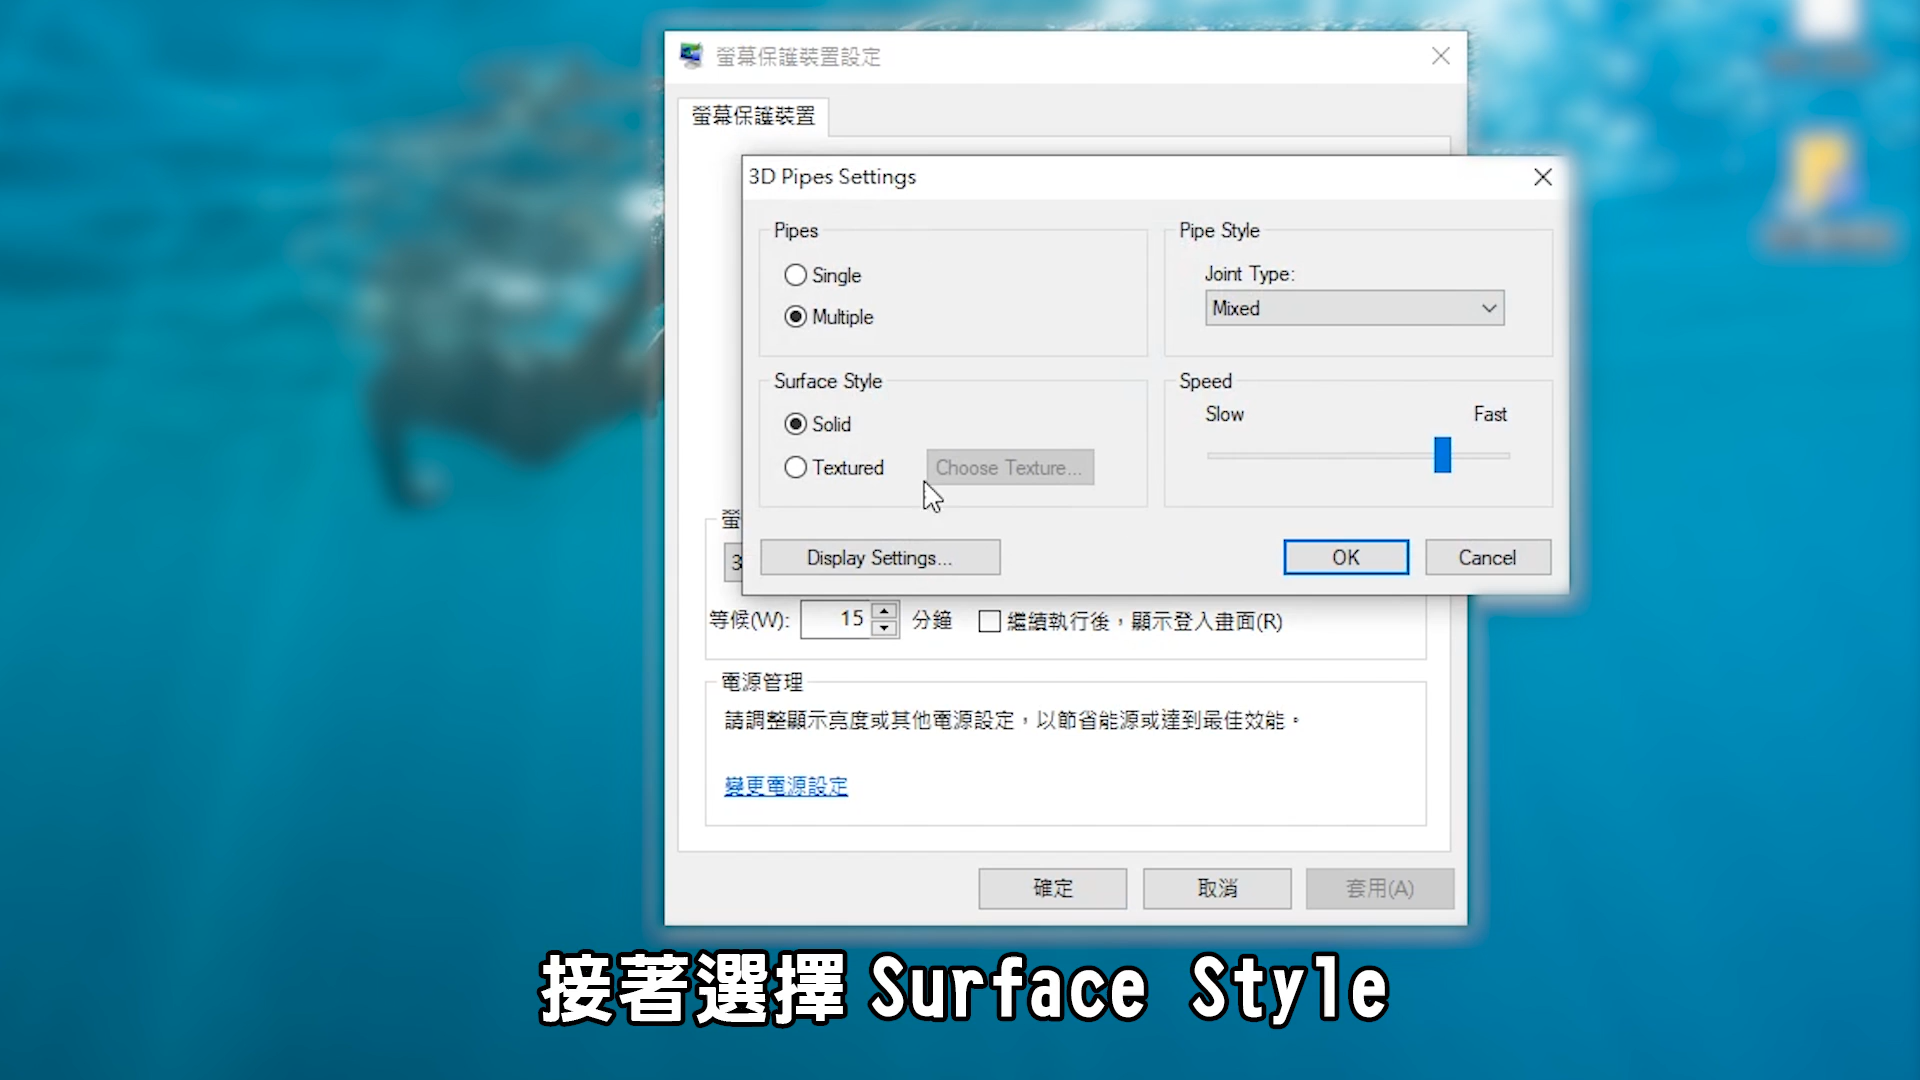 螢幕保護裝置設定
螢幕保護裝置
3D Pipes Settings
Pipes
Single
Multiple
Pipe Style
Joint Type:
Mixed
Surface Style
Solid
Textured
Choose Texture...
Speed
Slow Fast
螢
3
Display Settings...
OK
Cancel
等候(W): 15 分鐘 繼續執行後，顯示登入畫面(R)
電源管理
請調整顯示亮度或其他電源設定，以節省能源或達到最佳效能。
變更電源設定
確定
取消
套用(A)
接著選擇 Surface Style